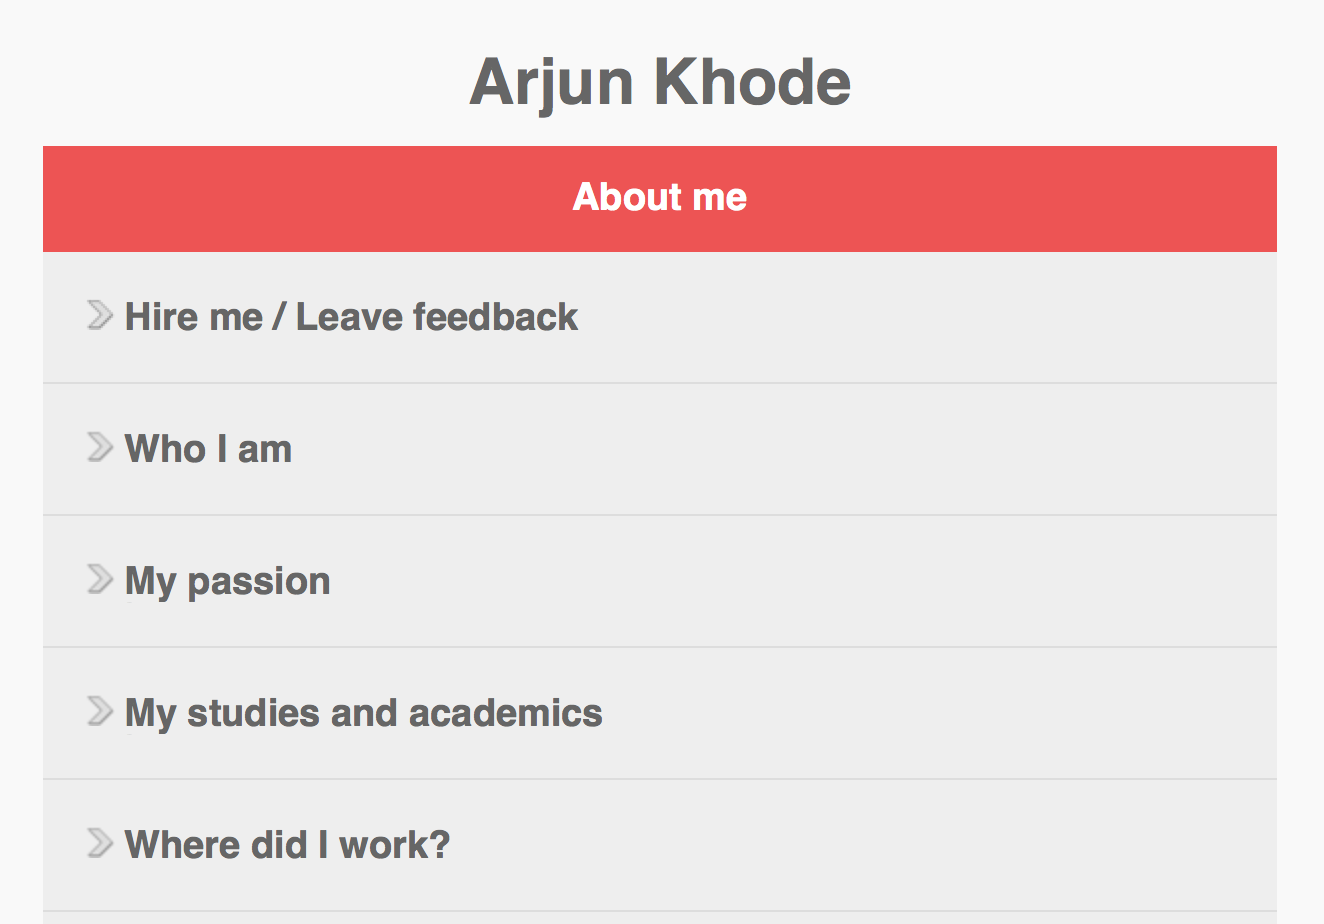 Arjun Khode
About me
Hire me / Leave feedback
Who I am
My passion
My studies and academics
Where did I work?